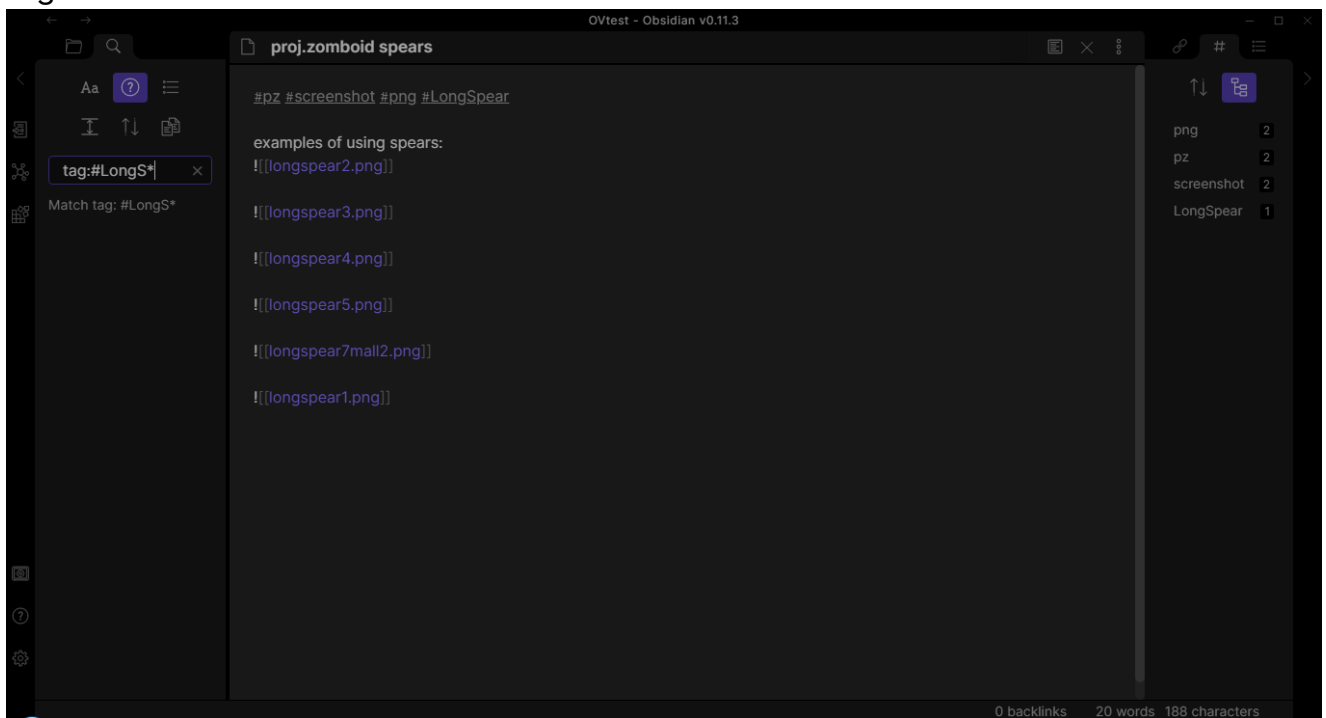 OVtest - Obsidian v0.11.3
proj.zomboid spears
Aa
tag:#LongS*
Match tag: #LongS*
#pz #screenshot #png #LongSpear
examples of using spears:
![[longspear2.png]]
![[longspear3.png]]
![[longspear4.png]]
![[longspear5.png]]
![[longspear7mall2.png]]
![[longspear1.png]]
#
png 2
pz 2
screenshot 2
LongSpear 1
0 backlinks 20 words 188 characters